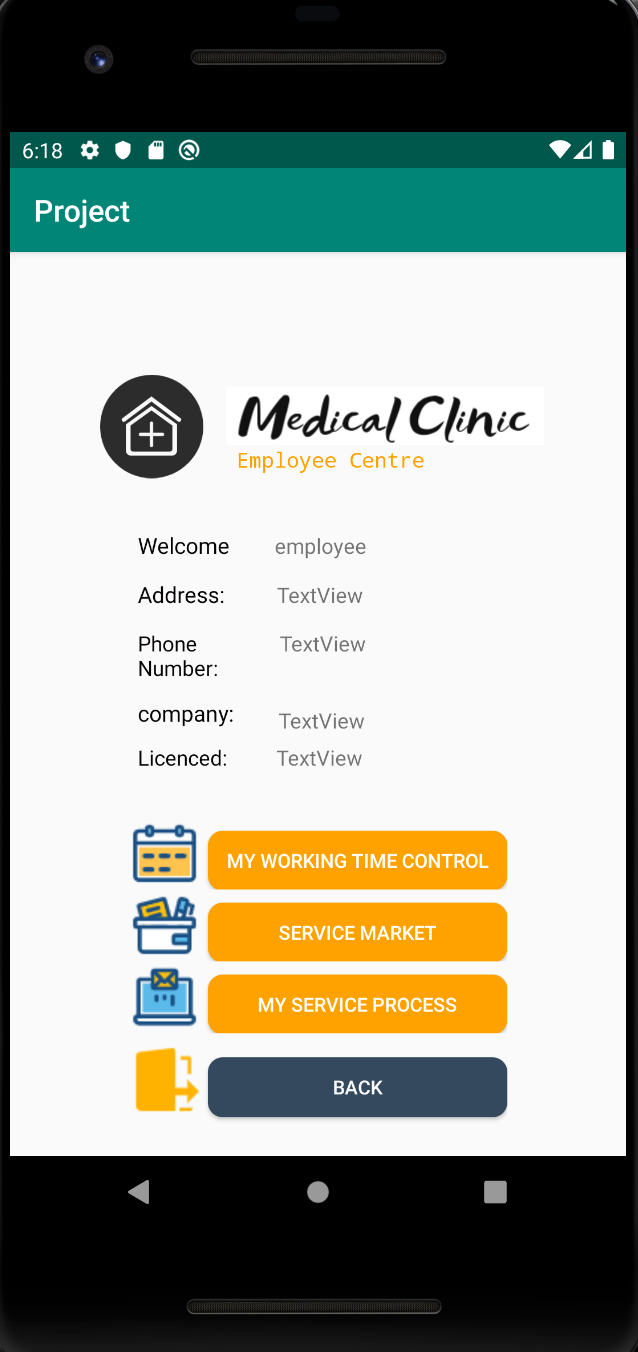 6:18
Project
Medical Clinic
Employee Centre
Welcome employee
Address: TextView
Phone Number: TextView
company: TextView
Licenced: TextView
MY WORKING TIME CONTROL
SERVICE MARKET
MY SERVICE PROCESS
BACK